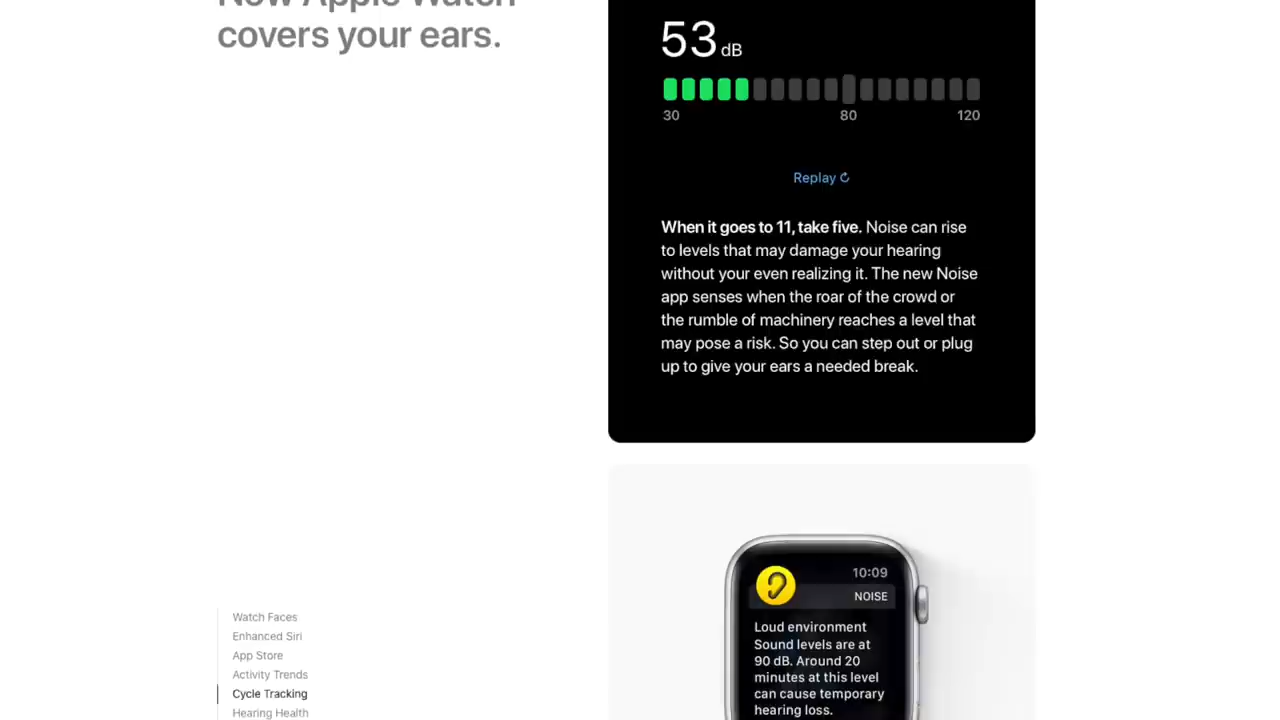 Now Apple Watch
covers your ears.
53 dB
30 80 120
Replay
When it goes to 11, take five. Noise can rise
to levels that may damage your hearing
without your even realizing it. The new Noise
app senses when the roar of the crowd or
the rumble of machinery reaches a level that
may pose a risk. So you can step out or plug
up to give your ears a needed break.
10:09
NOISE
Loud environment
Sound levels are at
90 dB. Around 20
minutes at this level
can cause temporary
hearing loss.
Watch Faces
Enhanced Siri
App Store
Activity Trends
Cycle Tracking
Hearing Health